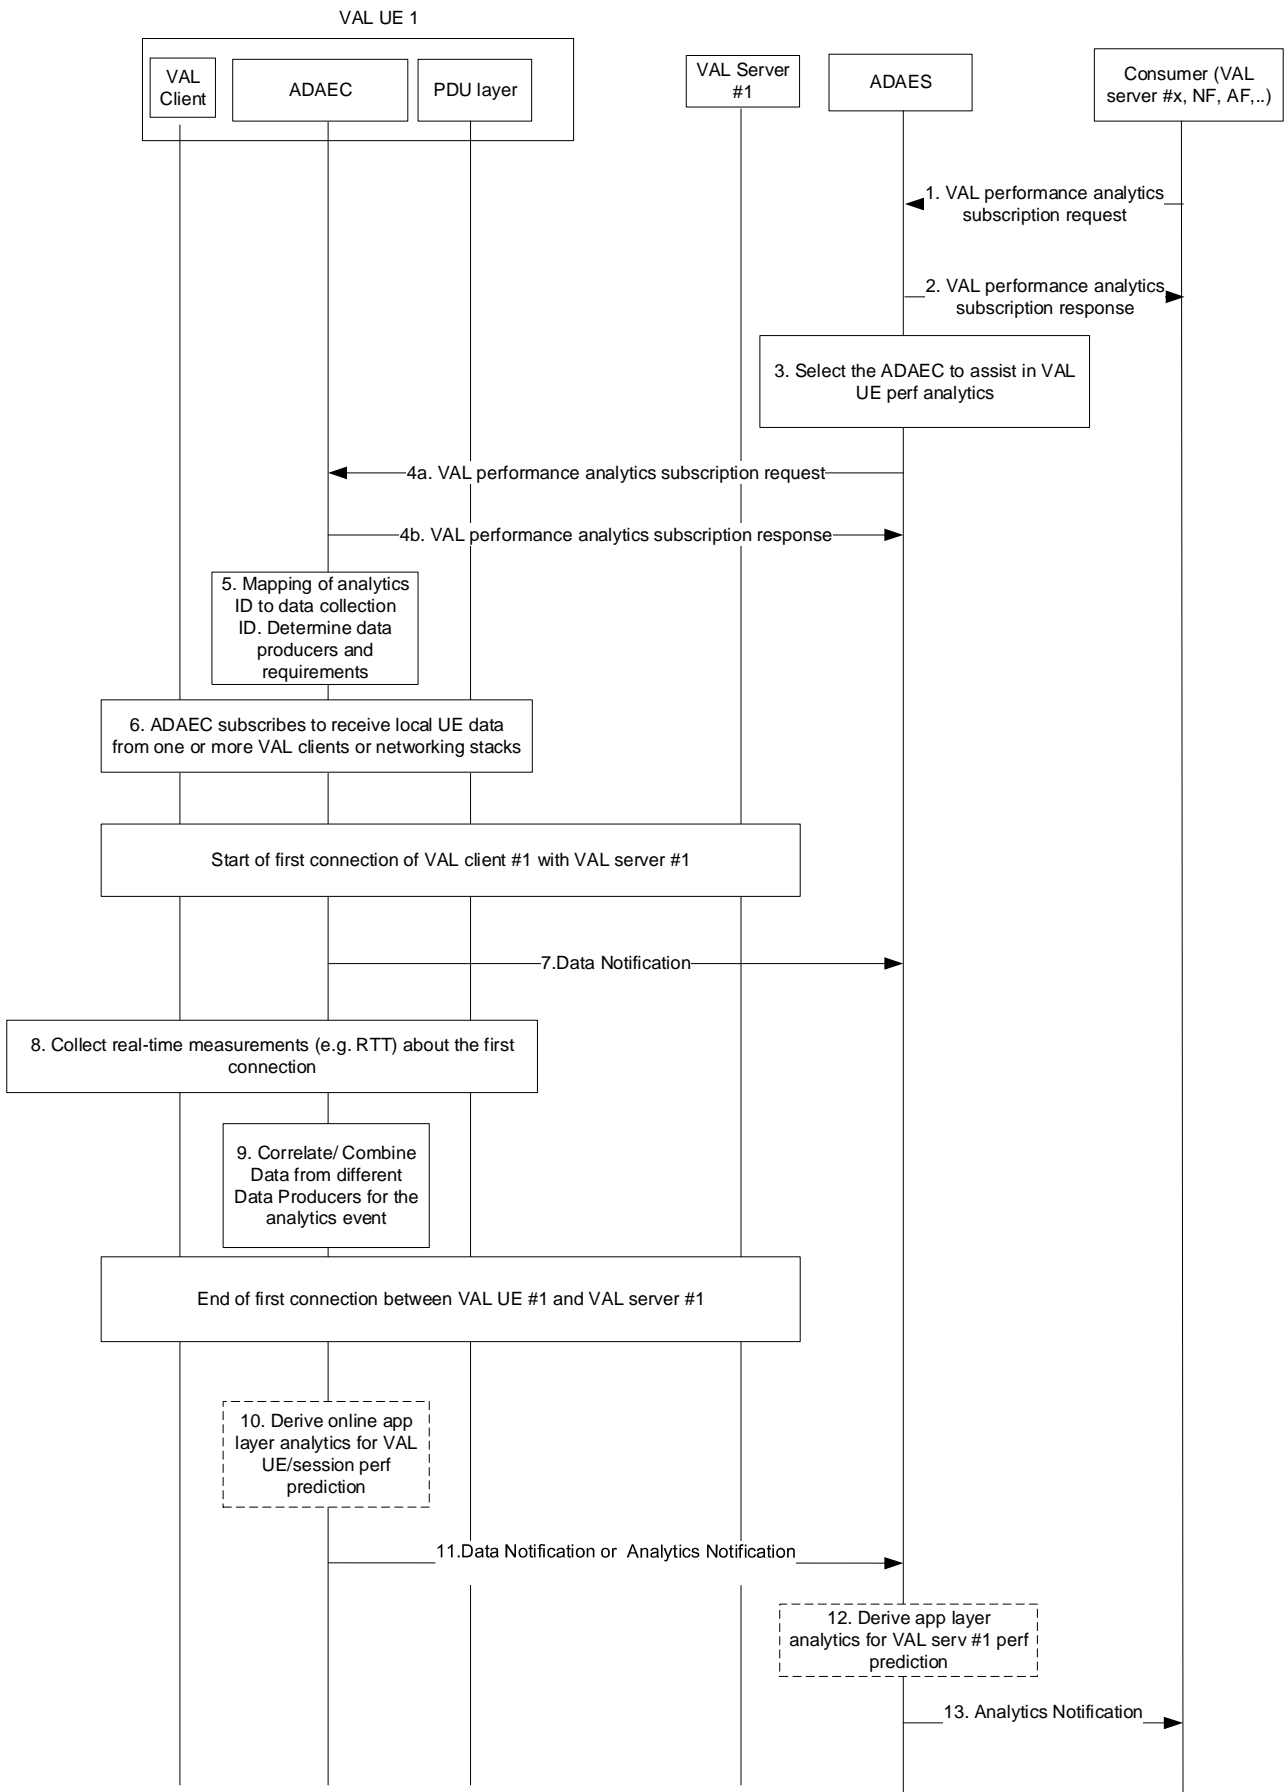 VAL UE 1
VAL
Client
ADAEC
PDU layer
VAL Server
#1
ADAES
Consumer (VAL
server #x, NF, AF,..)
1. VAL performance analytics
subscription request
2. VAL performance analytics
subscription response
3. Select the ADAEC to assist in VAL
UE perf analytics
4a. VAL performance analytics subscription request
4b. VAL performance analytics subscription response
5. Mapping of analytics
ID to data collection
ID. Determine data
producers and
requirements
6. ADAEC subscribes to receive local UE data
from one or more VAL clients or networking stacks
Start of first connection of VAL client #1 with VAL server #1
7.Data Notification
8. Collect real-time measurements (e.g. RTT) about the first
connection
9. Correlate/ Combine
Data from different
Data Producers for the
analytics event
End of first connection between VAL UE #1 and VAL server #1
10. Derive online app
layer analytics for VAL
UE/session perf
prediction
11.Data Notification or Analytics Notification
12. Derive app layer
analytics for VAL serv #1 perf
prediction
13. Analytics Notification